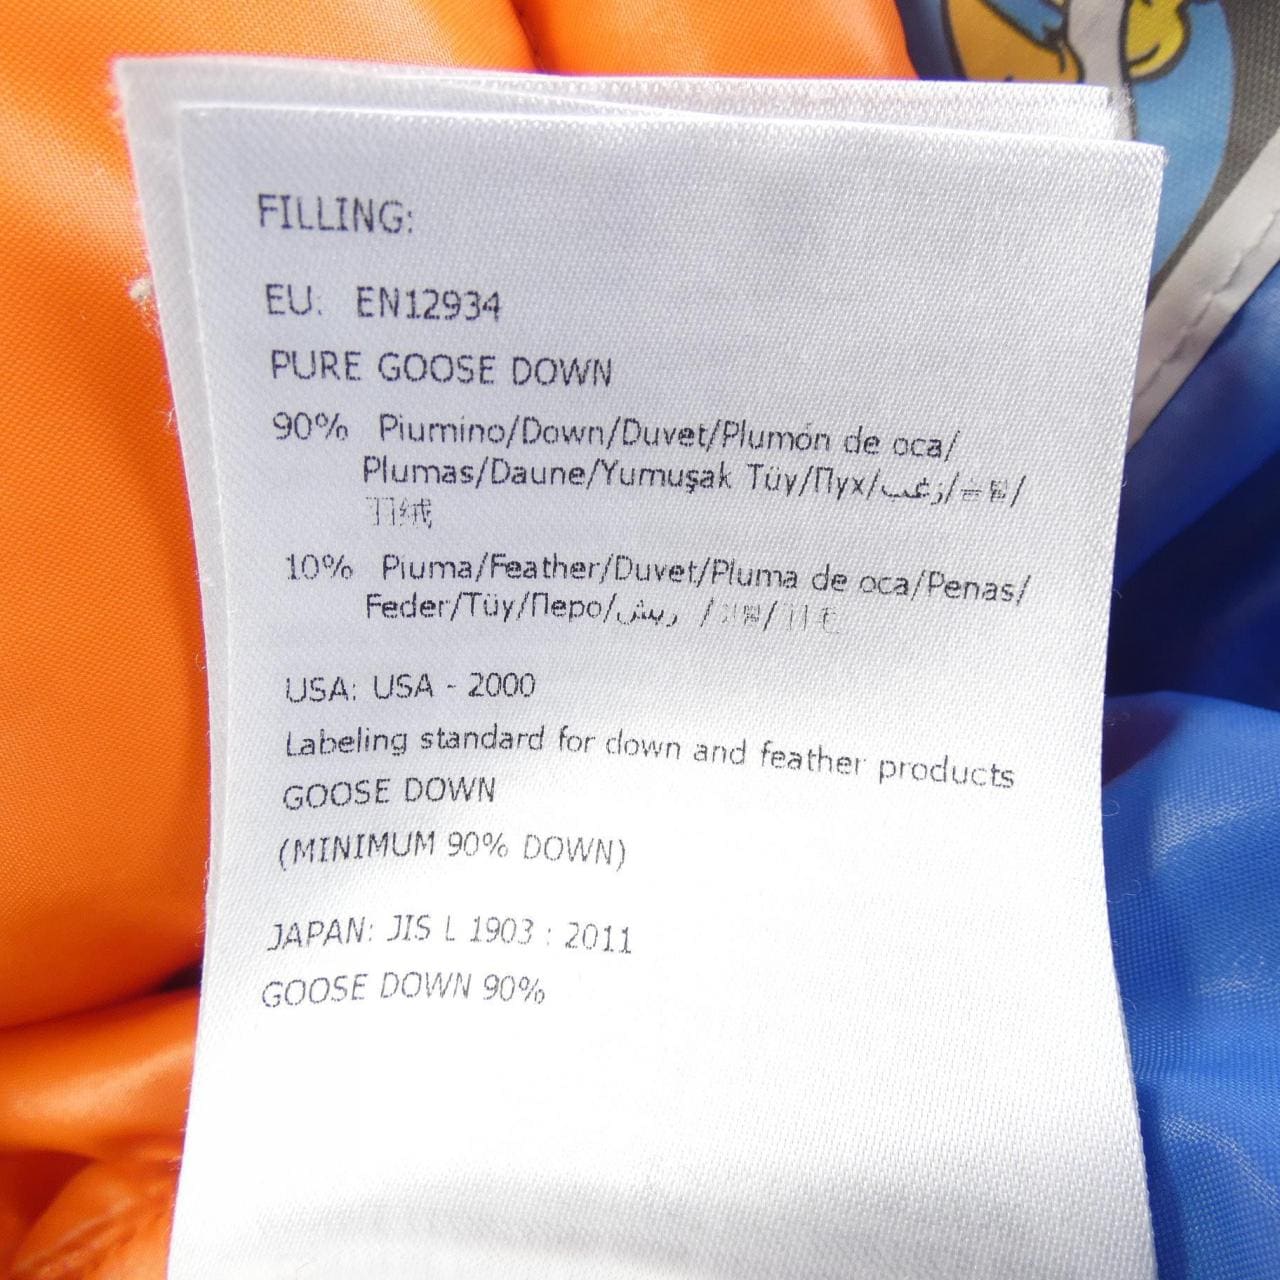 FILLING:
EU: EN12934
PURE GOOSE DOWN
90% Piumino/Down/Duvet/Plumón de oca/
Plumas/Daune/Yumuşak Tüy/Пух/زغب/
羽绒
10% Piuma/Feather/Duvet/Pluma de oca/Penas/
Feder/Tüy/Перо/ريش /
USA: USA - 2000
Labeling standard for down and feather products
GOOSE DOWN
(MINIMUM 90% DOWN)
JAPAN: JIS L 1903 : 2011
GOOSE DOWN 90%